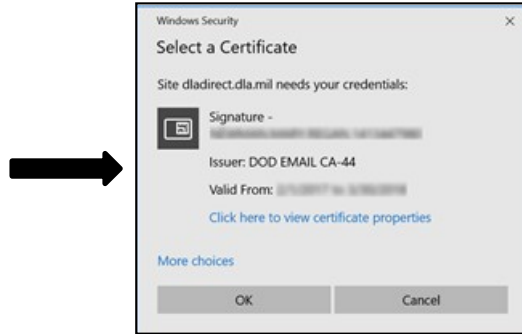 Windows Security
Select a Certificate
Site dladirect.dla.mil needs your credentials:
Signature -
Issuer: DOD EMAIL CA-44
Valid From:
Click here to view certificate properties
More choices
OK
Cancel